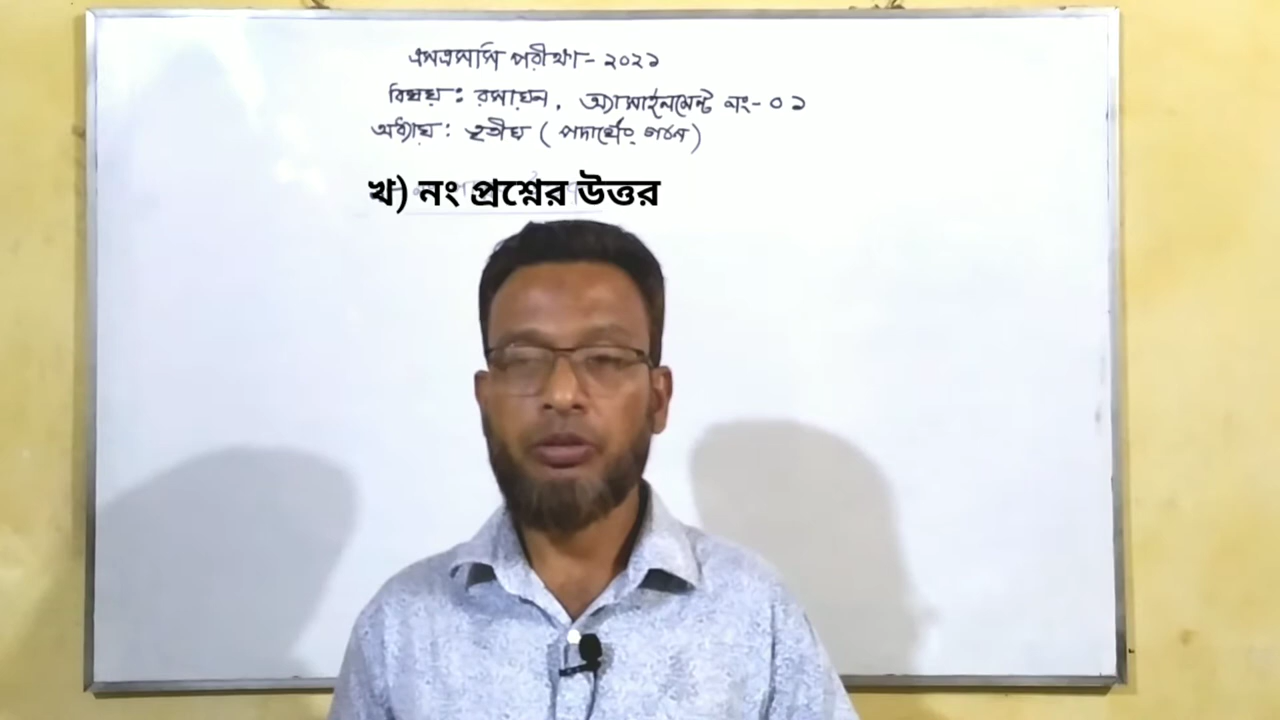 এসএসসি পরীক্ষা - ২০২১
বিষয় : রসায়ন, অ্যাসাইনমেন্ট নং- ০১
অধ্যায় : তৃতীয় ( পদার্থের গঠন )
খ) নং প্রশ্নের উত্তর